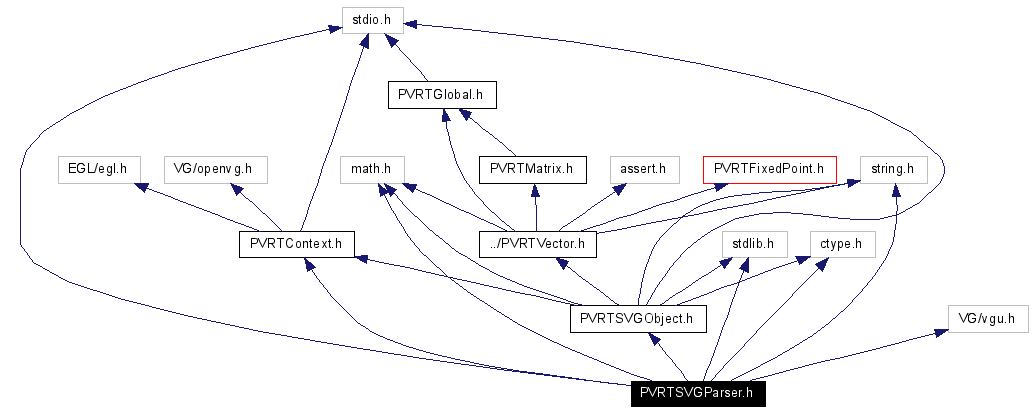 stdio.h
PVRTGlobal.h
EGL/egl.h
VG/openvg.h
math.h
PVRTMatrix.h
assert.h
PVRTFixedPoint.h
string.h
PVRTContext.h
../PVRTVector.h
stdlib.h
ctype.h
PVRTSVGObject.h
VG/vgu.h
PVRTSVGParser.h